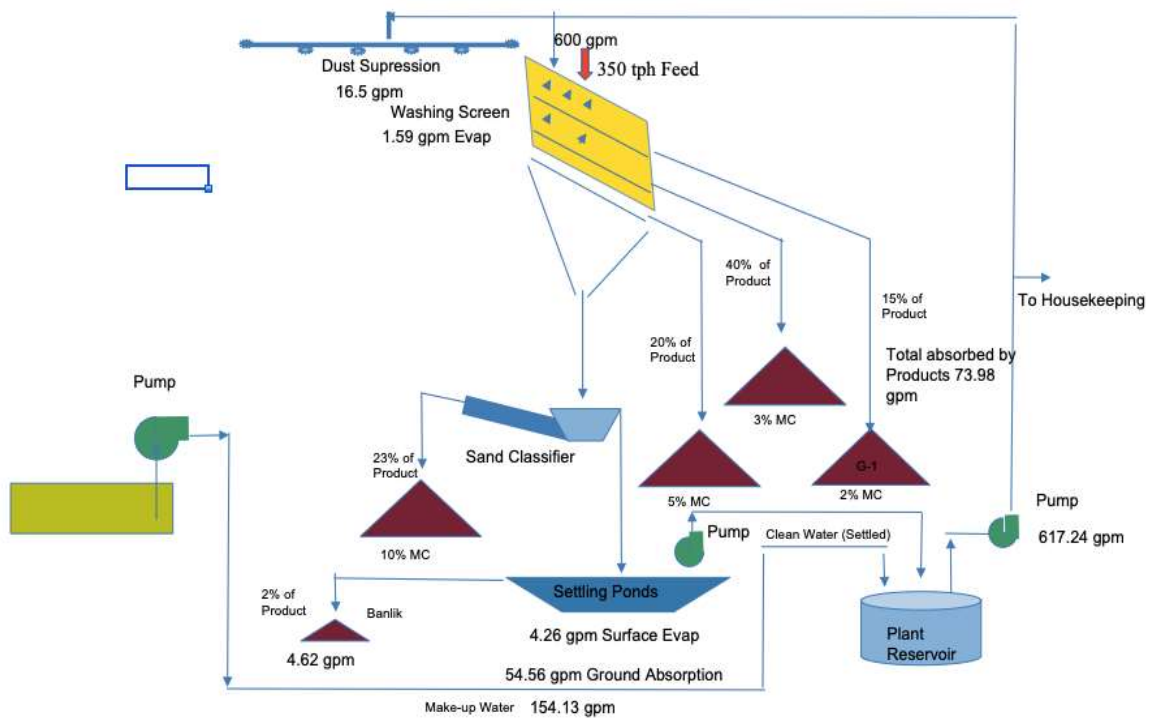 600 gpm
350 tph Feed
Dust Supression
16.5 gpm
Washing Screen
1.59 gpm Evap
40% of
Product
15% of
Product
To Housekeeping
20% of
Product
Total absorbed by
Products 73.98
gpm
Pump
3% MC
23% of
Product
Sand Classifier
G-1
5% MC
2% MC
Pump
617.24 gpm
Pump
Clean Water (Settled)
10% MC
2% of
Product
Banlik
Settling Ponds
4.62 gpm
4.26 gpm Surface Evap
Plant
Reservoir
54.56 gpm Ground Absorption
Make-up Water 154.13 gpm